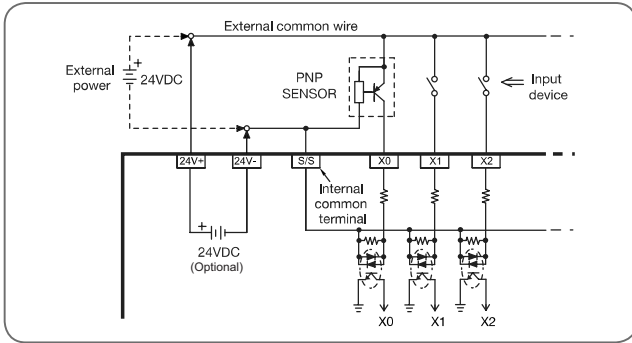 External common wire
External
power
+
24VDC
PNP
SENSOR
Input
device
24V+
24V-
S/S
X0
X1
X2
Internal
common
terminal
+
24VDC
(Optional)
X0
X1
X2